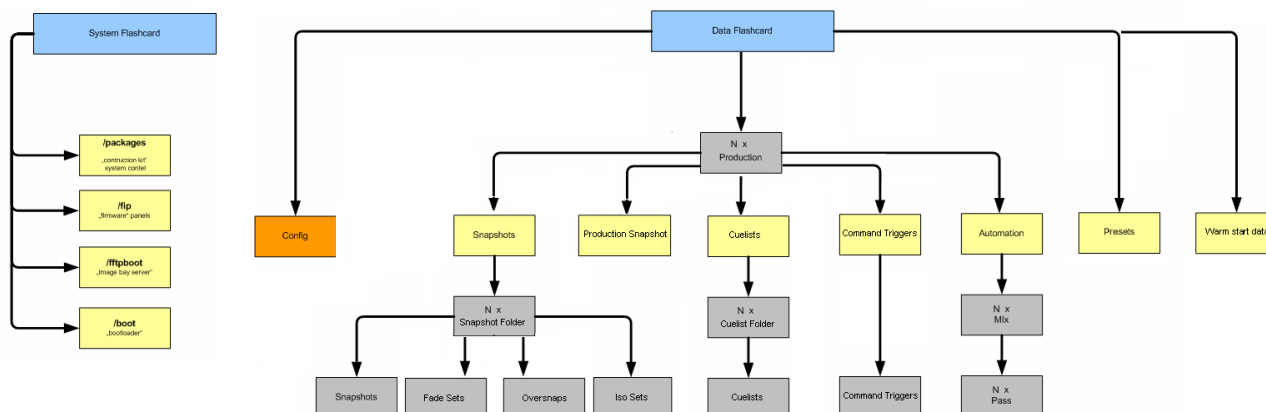 System Flashcard
Data Flashcard
/packages
„contruction kit"
system contel
/fip
„firmware" panels
/fftpboot
„Image bay server"
/boot
„bootloader"
N x
Production
Config
Snapshots
Production Snapshot
Cuelists
Command Triggers
Automation
Presets
Warm start data
N x
Snapshot Folder
N x
Cuelist Folder
N x
MIx
Snapshots
Fade Sets
Oversnaps
Iso Sets
Cuelists
Command Triggers
N x
Pass